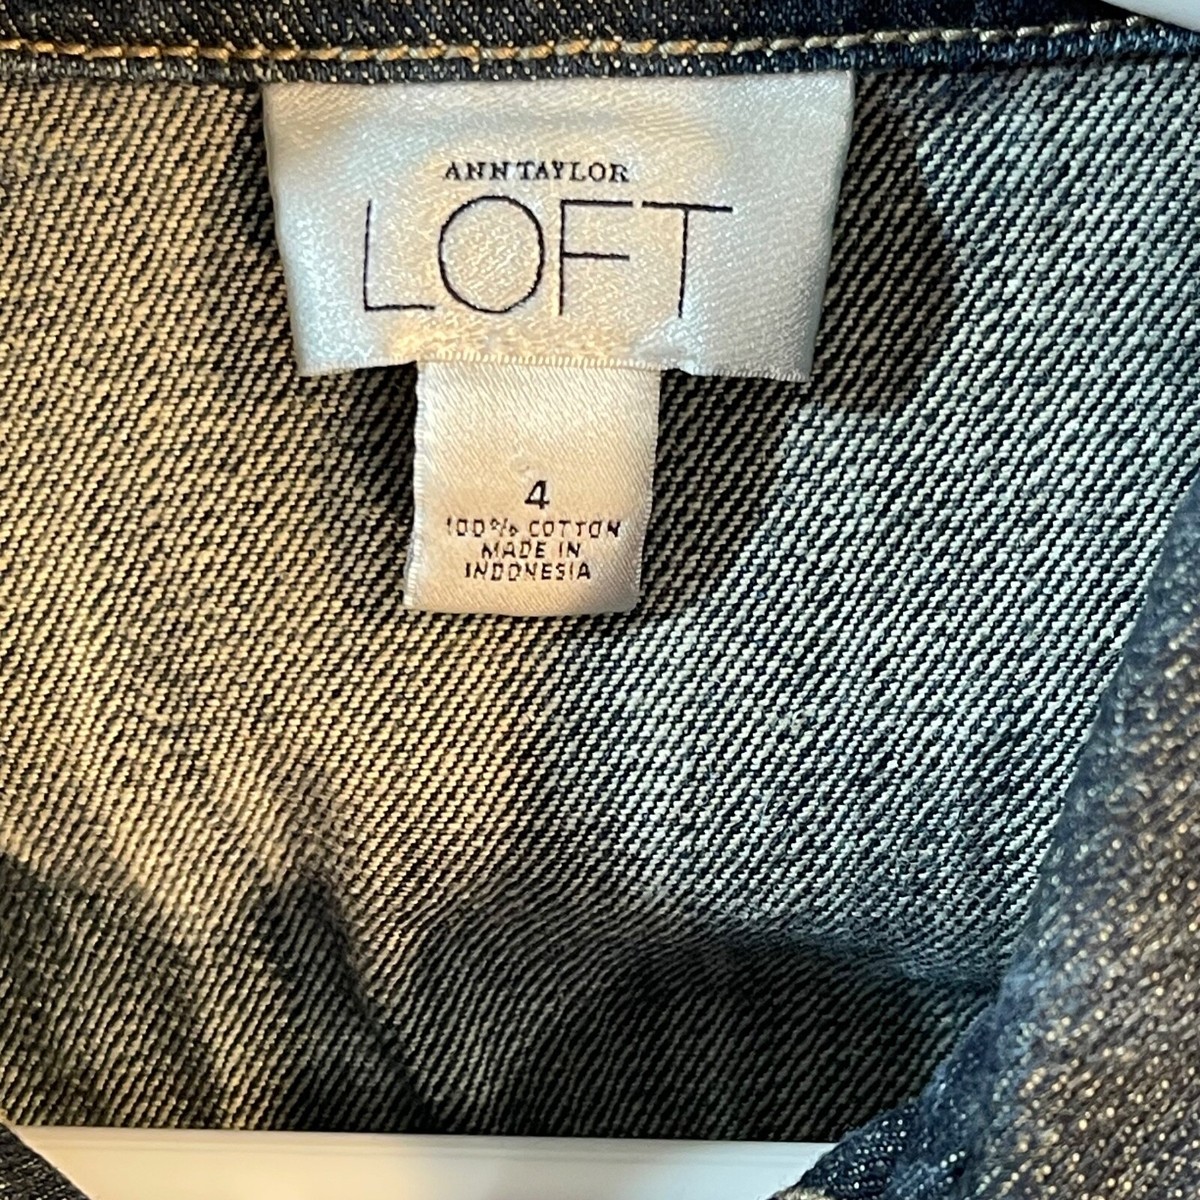 ANN TAYLOR
LOFT
4
100% COTTON
MADE IN
INDONESIA